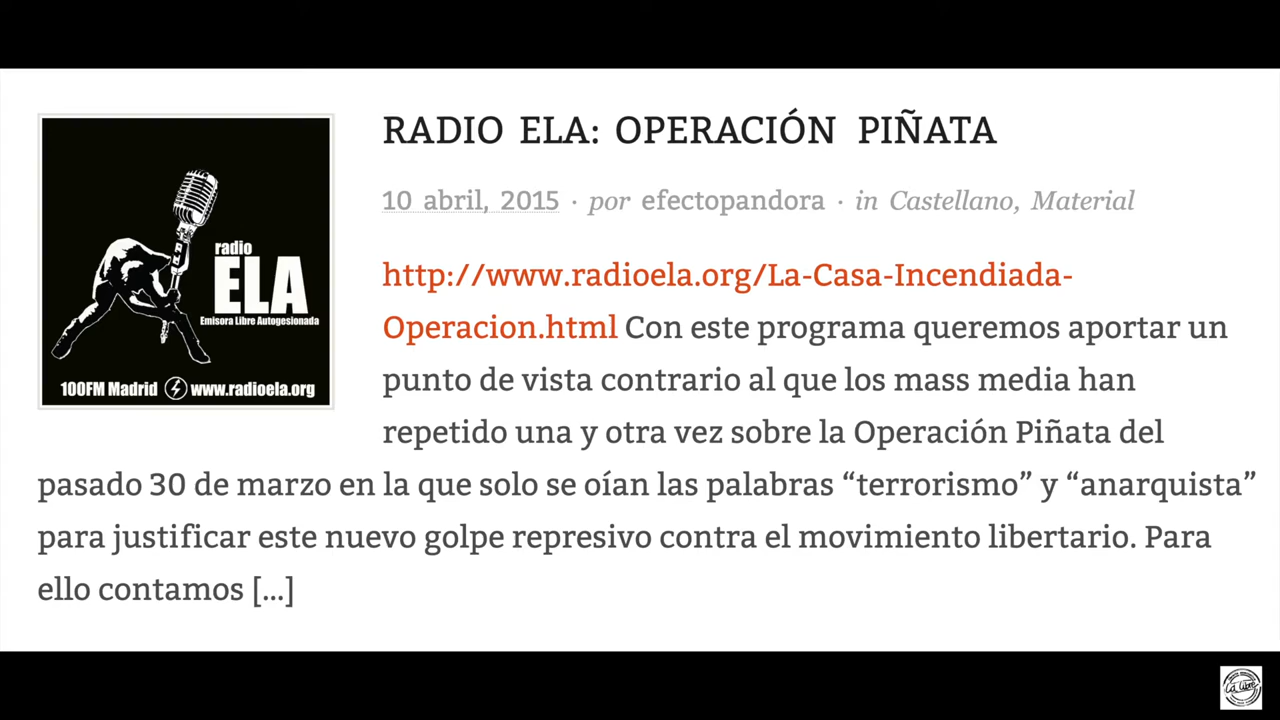 RADIO ELA: OPERACIÓN PIÑATA
10 abril, 2015 · por efectopandora · in Castellano, Material
radio
ELA
Emisora Libre Autogesionada
100FM Madrid www.radioela.org
http://www.radioela.org/La-Casa-Incendiada-
Operacion.html Con este programa queremos aportar un
punto de vista contrario al que los mass media han
repetido una y otra vez sobre la Operación Piñata del
pasado 30 de marzo en la que solo se oían las palabras “terrorismo” y “anarquista”
para justificar este nuevo golpe represivo contra el movimiento libertario. Para
ello contamos [...]
La Libre